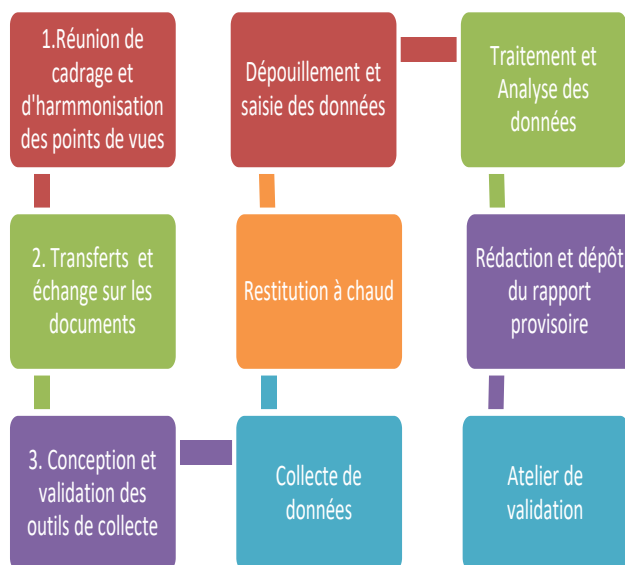 1.Réunion de
cadrage et
d'harmmonisation
des points de vues
2. Transferts et
échange sur les
documents
3. Conception et
validation des
outils de collecte
Collecte de
données
Restitution à chaud
Dépouillement et
saisie des données
Traitement et
Analyse des
données
Rédaction et dépôt
du rapport
provisoire
Atelier de
validation